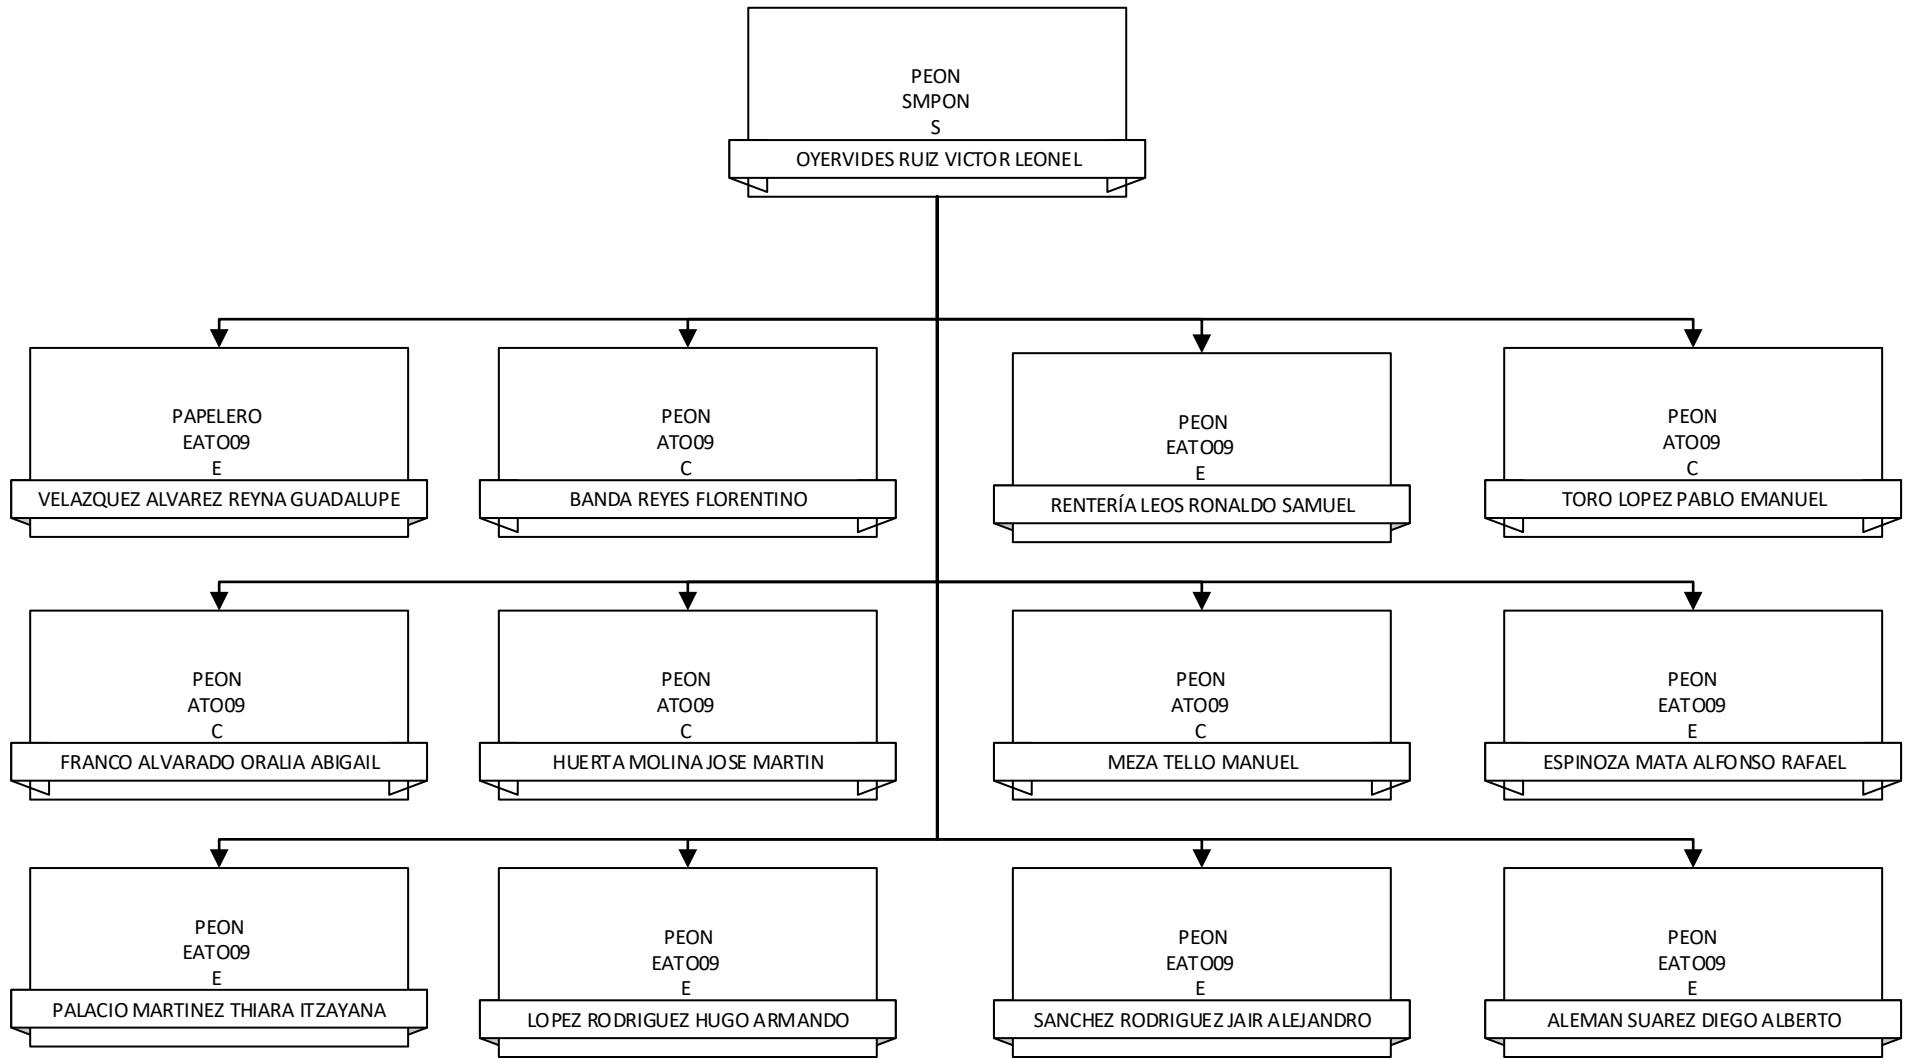 PEON
SMPON
S
OYERVIDES RUIZ VICTOR LEONEL
PAPELERO
EATO09
E
VELAZQUEZ ALVAREZ REYNA GUADALUPE
PEON
ATO09
C
BANDA REYES FLORENTINO
PEON
EATO09
E
RENTERÍA LEOS RONALDO SAMUEL
PEON
ATO09
C
TORO LOPEZ PABLO EMANUEL
PEON
ATO09
C
FRANCO ALVARADO ORALIA ABIGAIL
PEON
ATO09
C
HUERTA MOLINA JOSE MARTIN
PEON
ATO09
C
MEZA TELLO MANUEL
PEON
EATO09
E
ESPINOZA MATA ALFONSO RAFAEL
PEON
EATO09
E
PALACIO MARTINEZ THIARA ITZAYANA
PEON
EATO09
E
LOPEZ RODRIGUEZ HUGO ARMANDO
PEON
EATO09
E
SANCHEZ RODRIGUEZ JAIR ALEJANDRO
PEON
EATO09
E
ALEMAN SUAREZ DIEGO ALBERTO